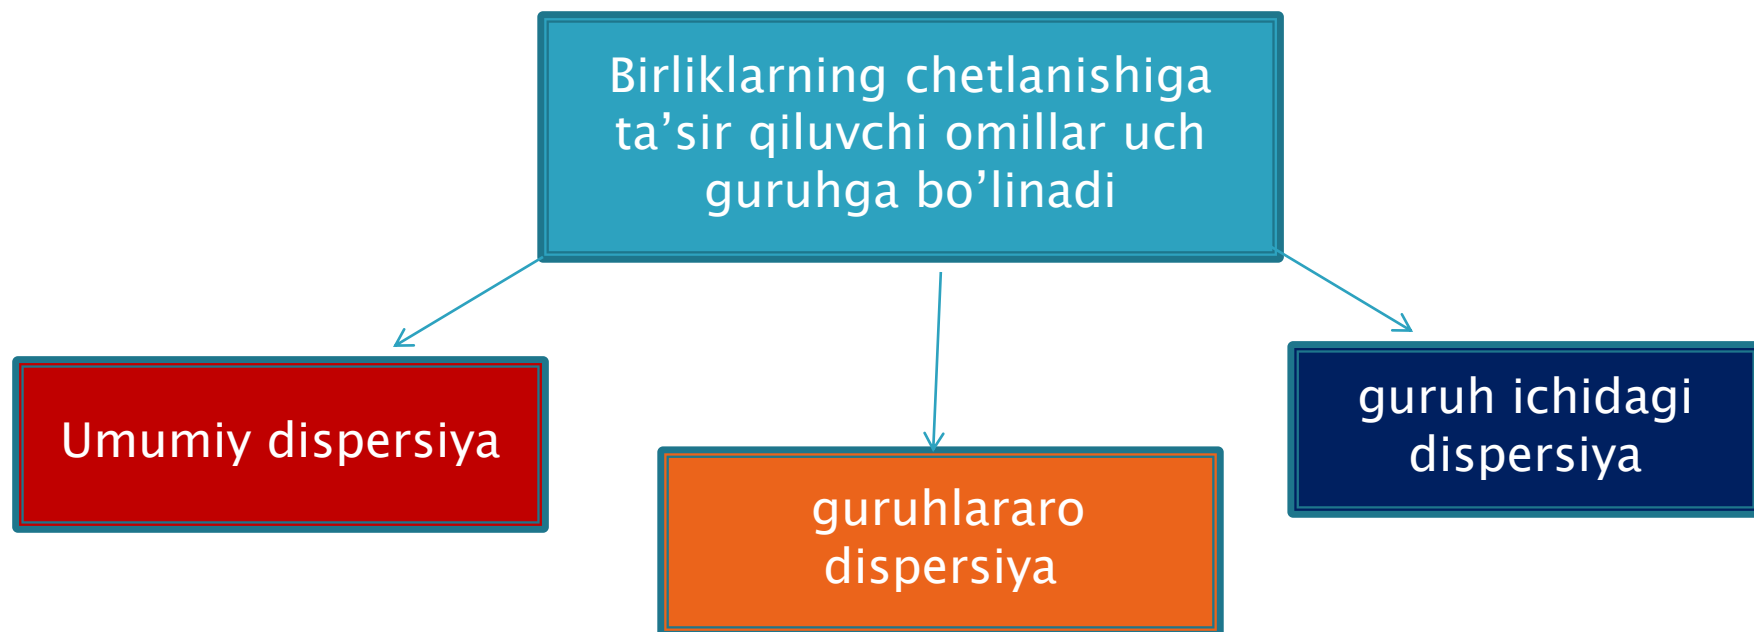 Birliklarning chetlanishiga
ta’sir qiluvchi omillar uch
guruhga bo’linadi
Umumiy dispersiya
guruhlararo
dispersiya
guruh ichidagi
dispersiya